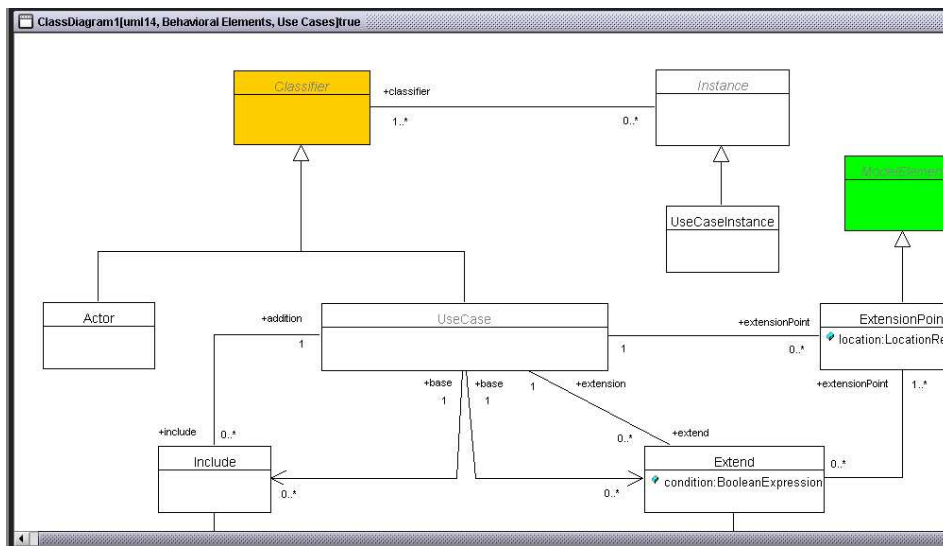 ClassDiagram1[uml14, Behavioral Elements, Use Cases]true
Classifier
+classifier
1..*
0..*
Instance
ModelElemen
UseCaseInstance
Actor
+addition
1
UseCase
1
+extensionPoint
0..*
ExtensionPoin
location:LocationRe
+base
1
+base
1
1
+extension
+extensionPoint
1..*
+include
0..*
0..*
+extend
Include
0..*
0..*
Extend
condition:BooleanExpression
0..*